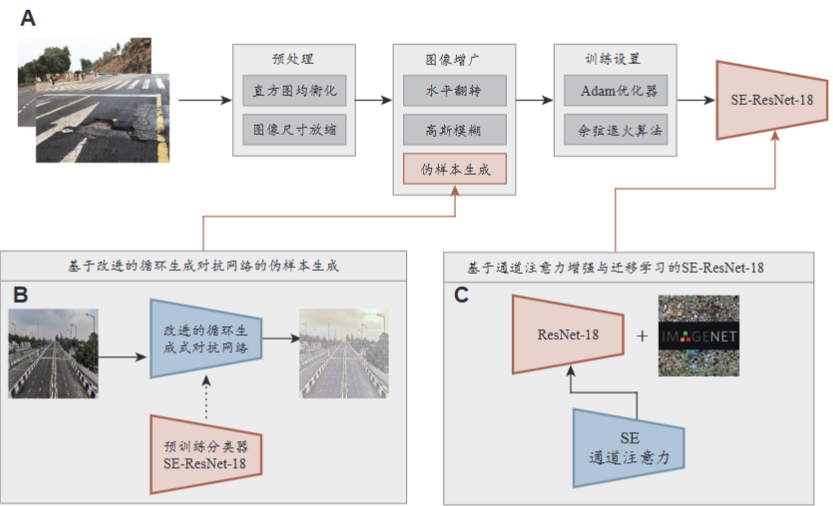 A
预处理
直方图均衡化
图像尺寸放缩
图像增广
水平翻转
高斯模糊
伪样本生成
训练设置
Adam优化器
余弦退火算法
SE-ResNet-18
基于改进的循环生成对抗网络的伪样本生成
B
改进的循环生
成式对抗网络
预训练分类器
SE-ResNet-18
基于通道注意力增强与迁移学习的SE-ResNet-18
C
ResNet-18
+
IMAGENET
SE
通道注意力